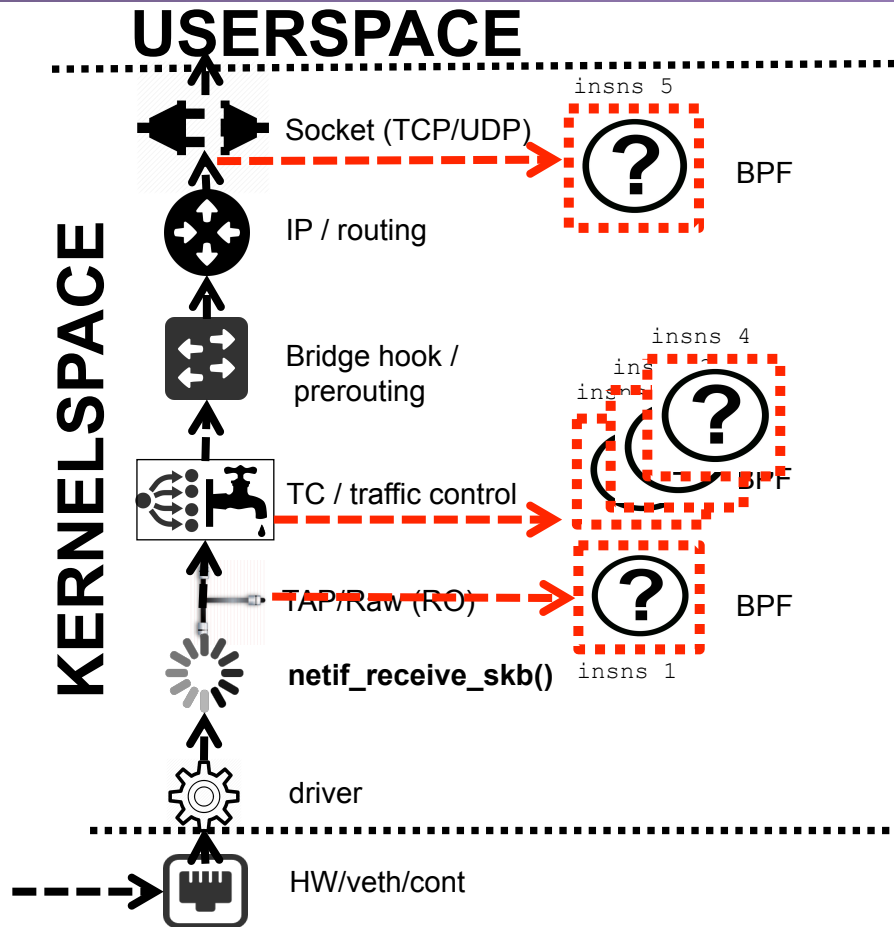 USERSPACE
insns 5
Socket (TCP/UDP)
BPF
IP / routing
KERNELSPACE
insns 4
Bridge hook /
prerouting
TC / traffic control
BPF
TAP/Raw (RO)
BPF
netif_receive_skb()
insns 1
driver
HW/veth/cont